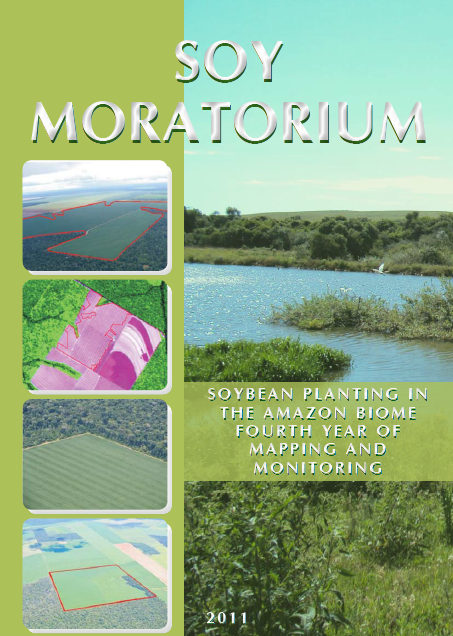 SOY
MORATORIUM
SOYBEAN PLANTING IN
THE AMAZON BIOME
FOURTH YEAR OF
MAPPING AND
MONITORING
2011